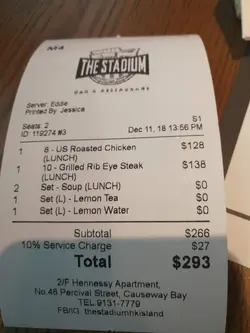 THE STADIUM
BAR & RESTAURANT
Server: Eddie
Printed By: Jessica
S1
Seats: 2
Dec 11, 18 13:56 PM
ID: 119274 #3
1 8 - US Roasted Chicken $128
(LUNCH)
1 10 - Grilled Rib Eye Steak $138
(LUNCH)
2 Set - Soup (LUNCH) $0
1 Set (L) - Lemon Tea $0
1 Set (L) - Lemon Water $0
Subtotal $266
10% Service Charge $27
Total $293
2/F Hennessy Apartment,
No.48 Percival Street, Causeway Bay
TEL.9131-7779
thestadiumhkisland